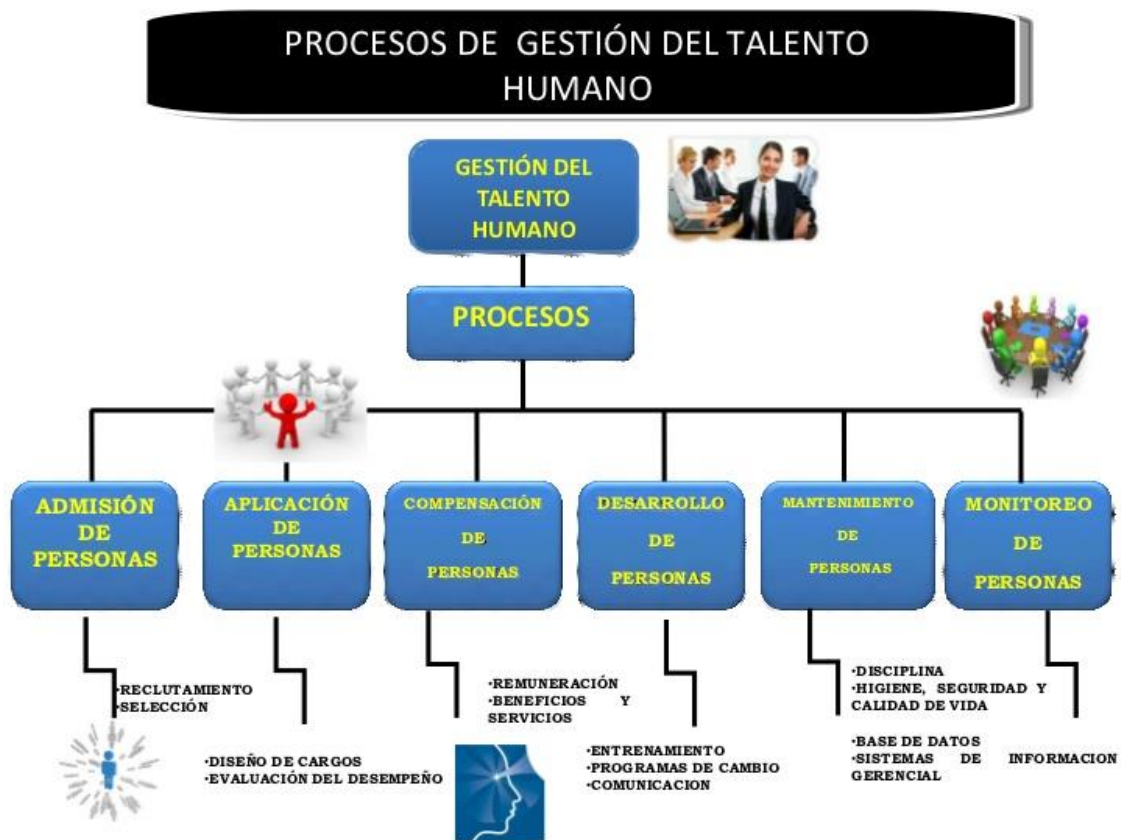 PROCESOS DE GESTIÓN DEL TALENTO
HUMANO
GESTIÓN DEL
TALENTO
HUMANO
PROCESOS
ADMISIÓN
DE
PERSONAS
APLICACIÓN
DE
PERSONAS
COMPENSACIÓN
DE
PERSONAS
DESARROLLO
DE
PERSONAS
MANTENIMIENTO
DE
PERSONAS
MONITOREO
DE
PERSONAS
•RECLUTAMIENTO
•SELECCIÓN
•DISEÑO DE CARGOS
•EVALUACIÓN DEL DESEMPEÑO
•REMUNERACIÓN
•BENEFICIOS Y
SERVICIOS
•ENTRENAMIENTO
•PROGRAMAS DE CAMBIO
•COMUNICACION
•DISCIPLINA
•HIGIENE, SEGURIDAD Y
CALIDAD DE VIDA
•BASE DE DATOS
•SISTEMAS DE INFORMACION
GERENCIAL